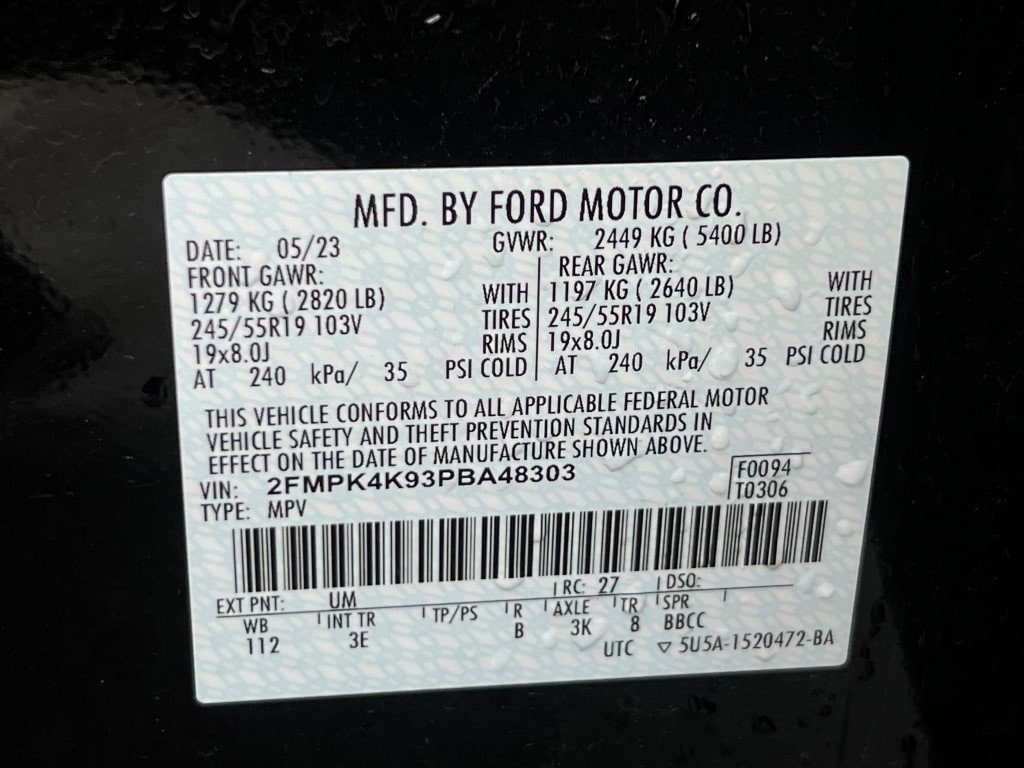 MFD. BY FORD MOTOR CO.
DATE: 05/23 GVWR: 2449 KG ( 5400 LB)
FRONT GAWR: REAR GAWR:
1279 KG ( 2820 LB) WITH 1197 KG ( 2640 LB) WITH
245/55R19 103V TIRES 245/55R19 103V TIRES
19x8.0J RIMS 19x8.0J RIMS
AT 240 kPa/ 35 PSI COLD AT 240 kPa/ 35 PSI COLD
THIS VEHICLE CONFORMS TO ALL APPLICABLE FEDERAL MOTOR
VEHICLE SAFETY AND THEFT PREVENTION STANDARDS IN
EFFECT ON THE DATE OF MANUFACTURE SHOWN ABOVE.
VIN: 2FMPK4K93PBA48303 F0094
TYPE: MPV T0306
EXT PNT: UM RC: 27 DSO:
WB INT TR TP/PS R AXLE TR SPR
112 3E B 3K 8 BBCC
UTC ▽ 5U5A-1520472-BA